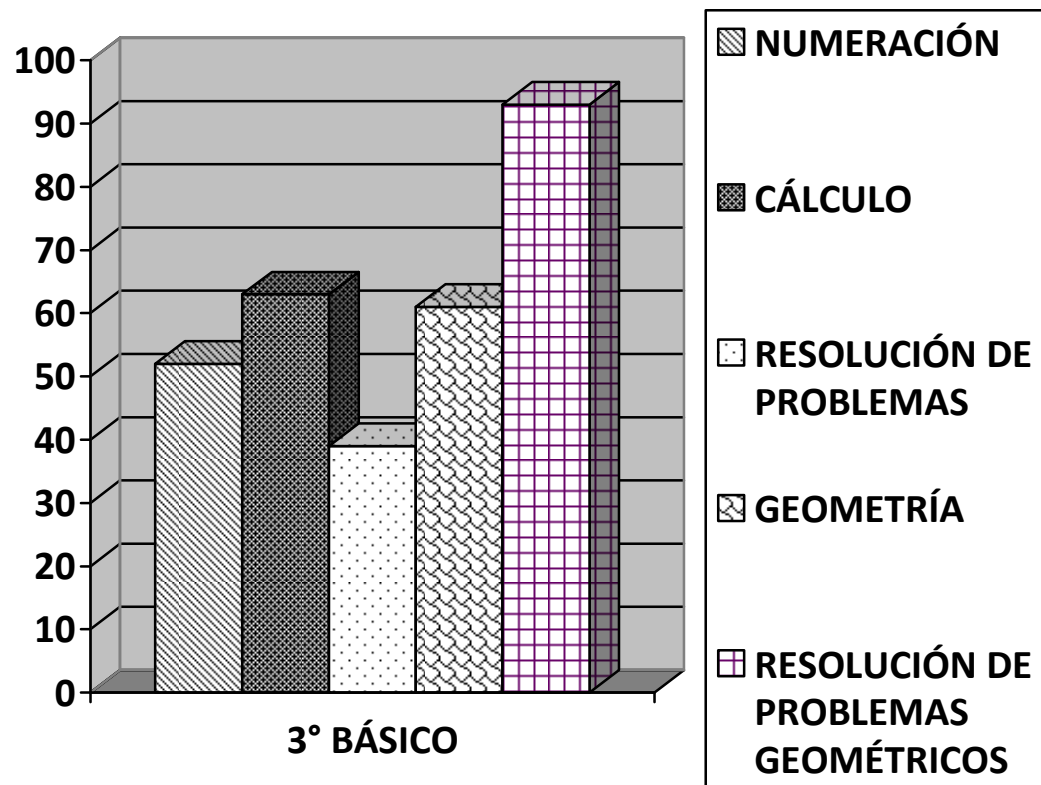 100
90
80
70
60
50
40
30
20
10
0
3° BÁSICO
NUMERACIÓN
CÁLCULO
RESOLUCIÓN DE
PROBLEMAS
GEOMETRÍA
RESOLUCIÓN DE
PROBLEMAS
GEOMÉTRICOS